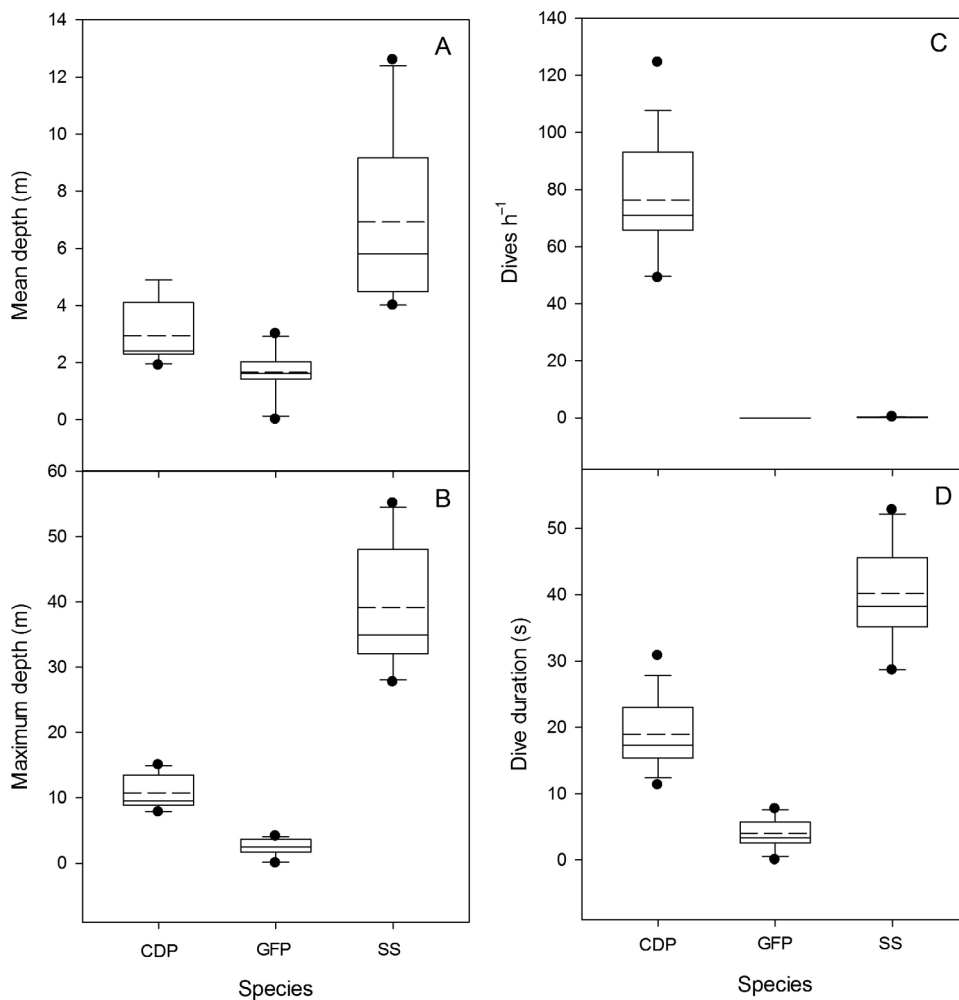 A
Mean depth (m)
14
12
10
8
6
4
2
0
B
Maximum depth (m)
60
50
40
30
20
10
0
CDP GFP SS
Species
C
Dives h⁻¹
140
120
100
80
60
40
20
0
D
Dive duration (s)
50
40
30
20
10
0
CDP GFP SS
Species